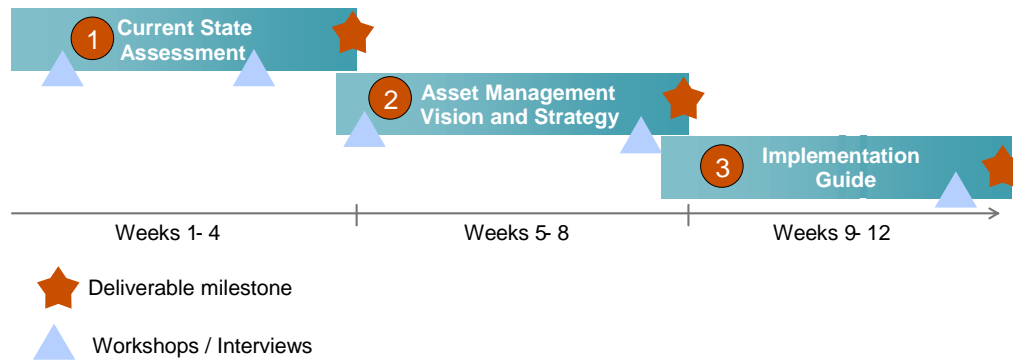 1
Current State
Assessment
2
Asset Management
Vision and Strategy
3
Implementation
Guide
Weeks 1- 4
Weeks 5- 8
Weeks 9- 12
Deliverable milestone
Workshops / Interviews